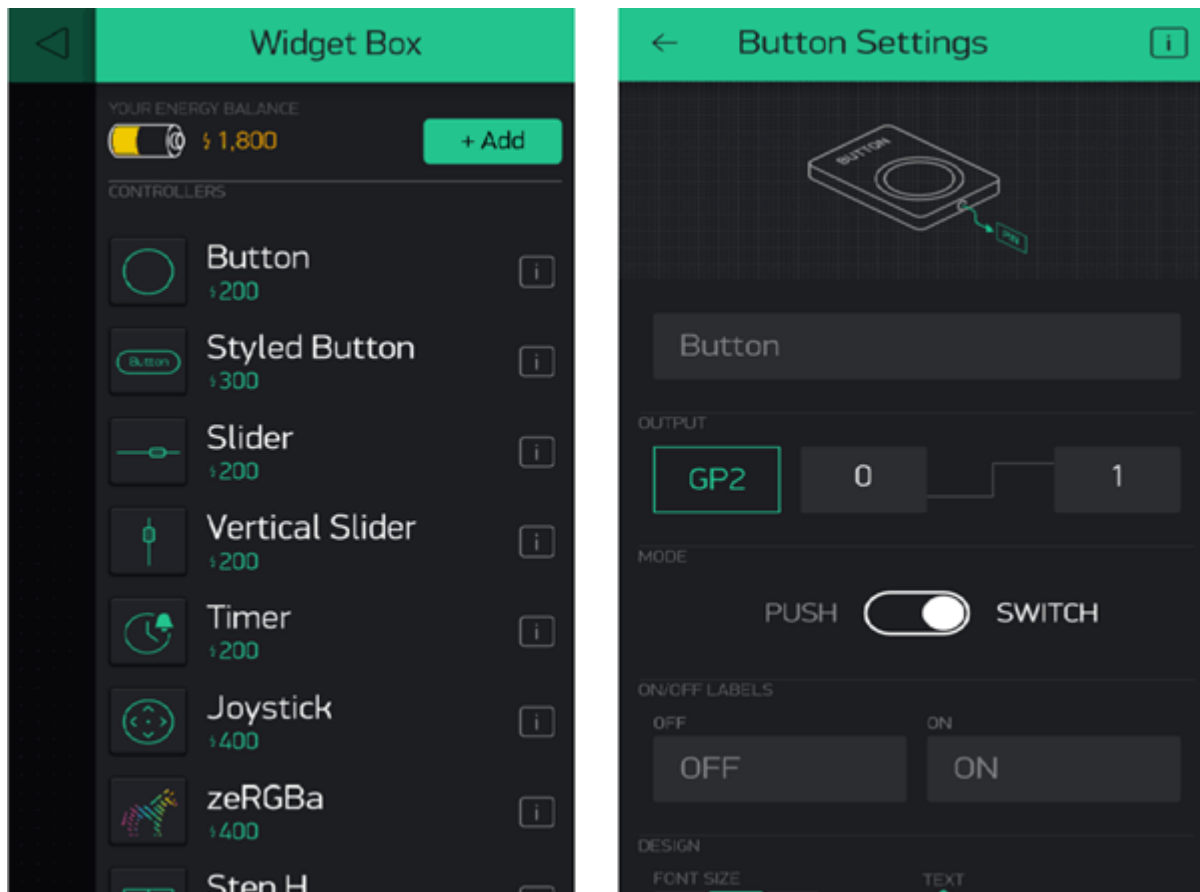 Widget Box
YOUR ENERGY BALANCE
1,800
+ Add
CONTROLLERS
Button
200
i
Styled Button
300
Button
i
Slider
200
i
Vertical Slider
200
i
Timer
200
i
Joystick
400
i
zeRGBa
400
i
Step H
Button Settings
i
BUTTON
PIN
Button
OUTPUT
GP2
0
1
MODE
PUSH
SWITCH
ON/OFF LABELS
OFF
ON
OFF
ON
DESIGN
FONT SIZE
TEXT